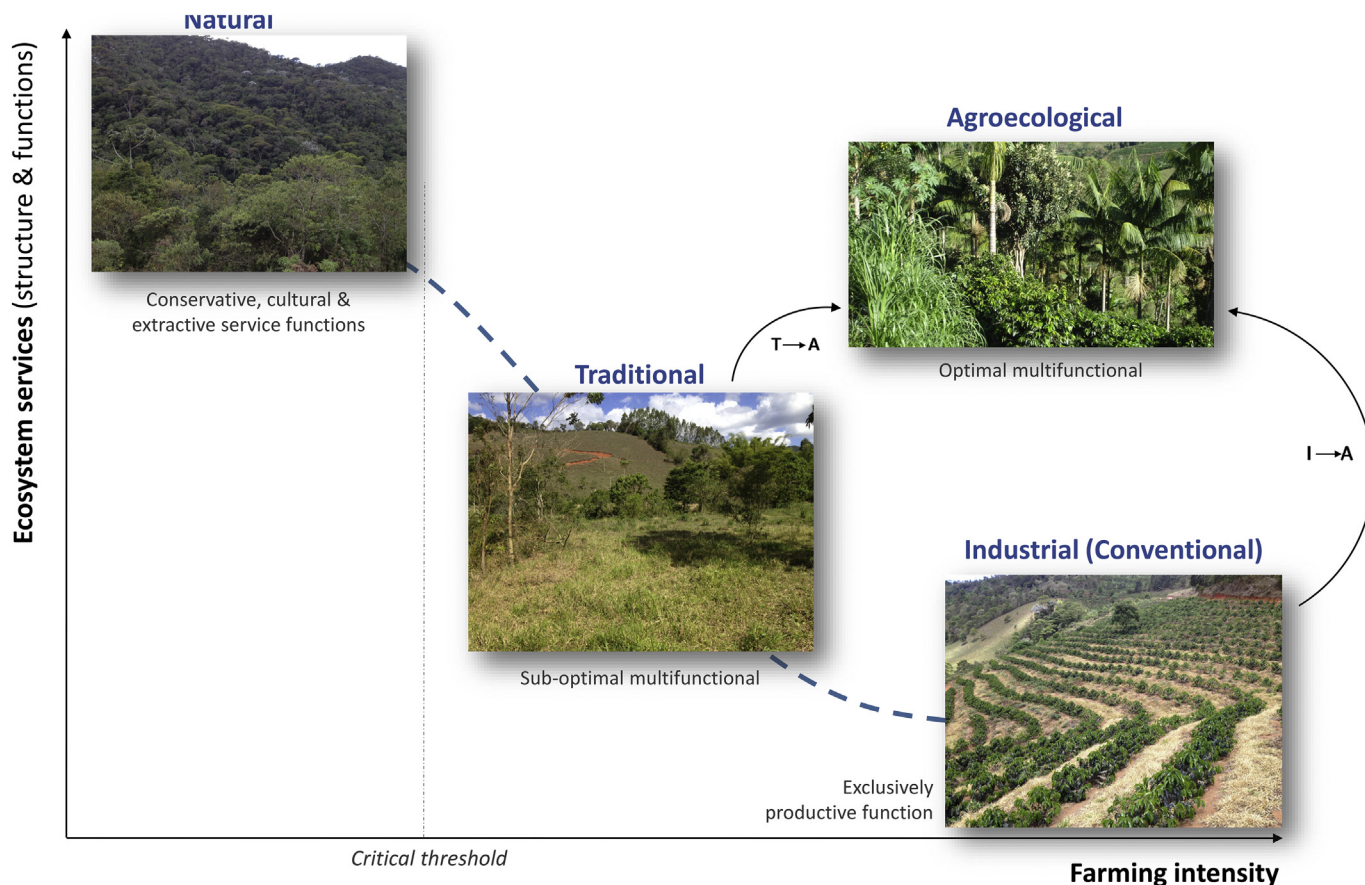 Natural
Ecosystem services (structure & functions)
Conservative, cultural &
extractive service functions
Agroecological
T→A
Optimal multifunctional
Traditional
Sub-optimal multifunctional
I→A
Industrial (Conventional)
Exclusively
productive function
Critical threshold
Farming intensity